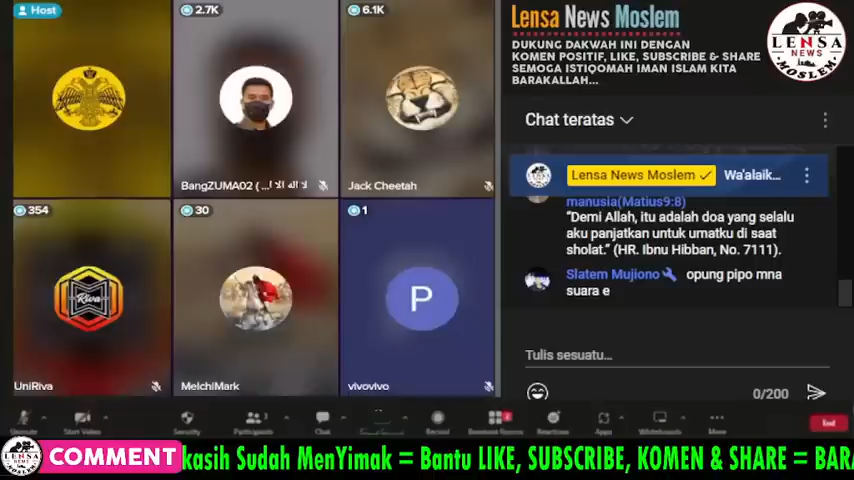 Host
2.7K
6.1K
BangZUMA02 (
Jack Cheetah
354
30
1
Riva
P
UniRiva
MelchiMark
vivovivo
Lensa News Moslem
DUKUNG DAKWAH INI DENGAN
KOMEN POSITIF, LIKE, SUBSCRIBE & SHARE
SEMOGA ISTIQOMAH IMAN ISLAM KITA
BARAKALLAH...
LENSA
NEWS
MOSLEM
Chat teratas
Lensa News Moslem Wa'alaik...
manusia(Matius9:8)
“Demi Allah, itu adalah doa yang selalu
aku panjatkan untuk umatku di saat
sholat.” (HR. Ibnu Hibban, No. 7111).
Slatem Mujiono opung pipo mna
suara e
Tulis sesuatu...
0/200
Start Video
Security
Participants
Chat
Record
Reactions
Apps
Whiteboards
More
End
COMMENT
kasih Sudah MenYimak = Bantu LIKE, SUBSCRIBE, KOMEN & SHARE = BARA